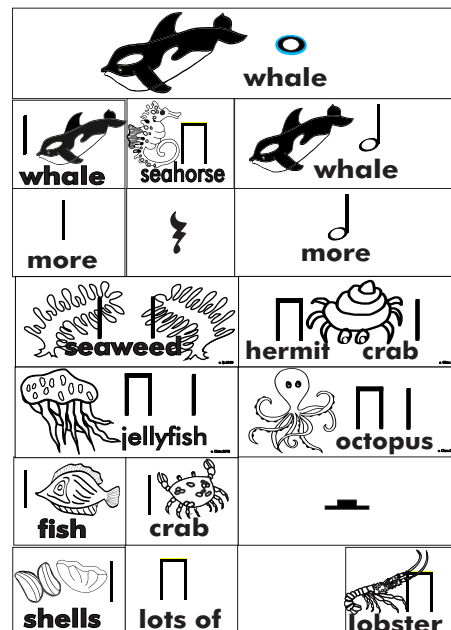 whale
whale seahorse whale
more more
seaweed hermit crab
jellyfish octopus
fish crab
shells lots of lobster